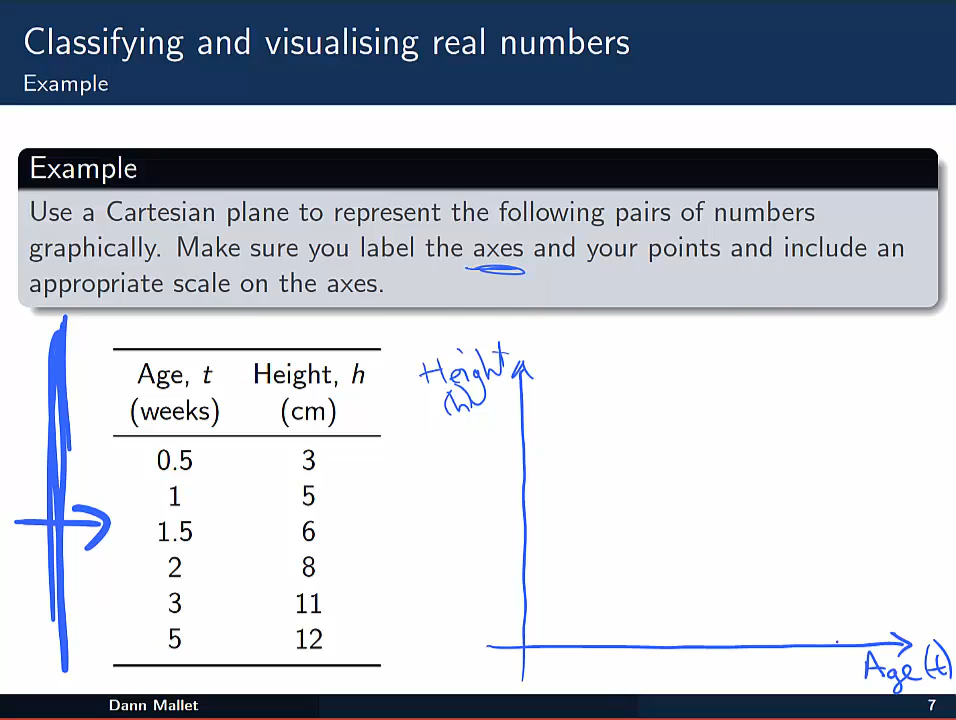 Classifying and visualising real numbers
Example
Example
Use a Cartesian plane to represent the following pairs of numbers
graphically. Make sure you label the axes and your points and include an
appropriate scale on the axes.
Age, t Height, h
(weeks) (cm)
0.5 3
1 5
1.5 6
2 8
3 11
5 12
Height
(h)
Age (t)
Dann Mallet 7